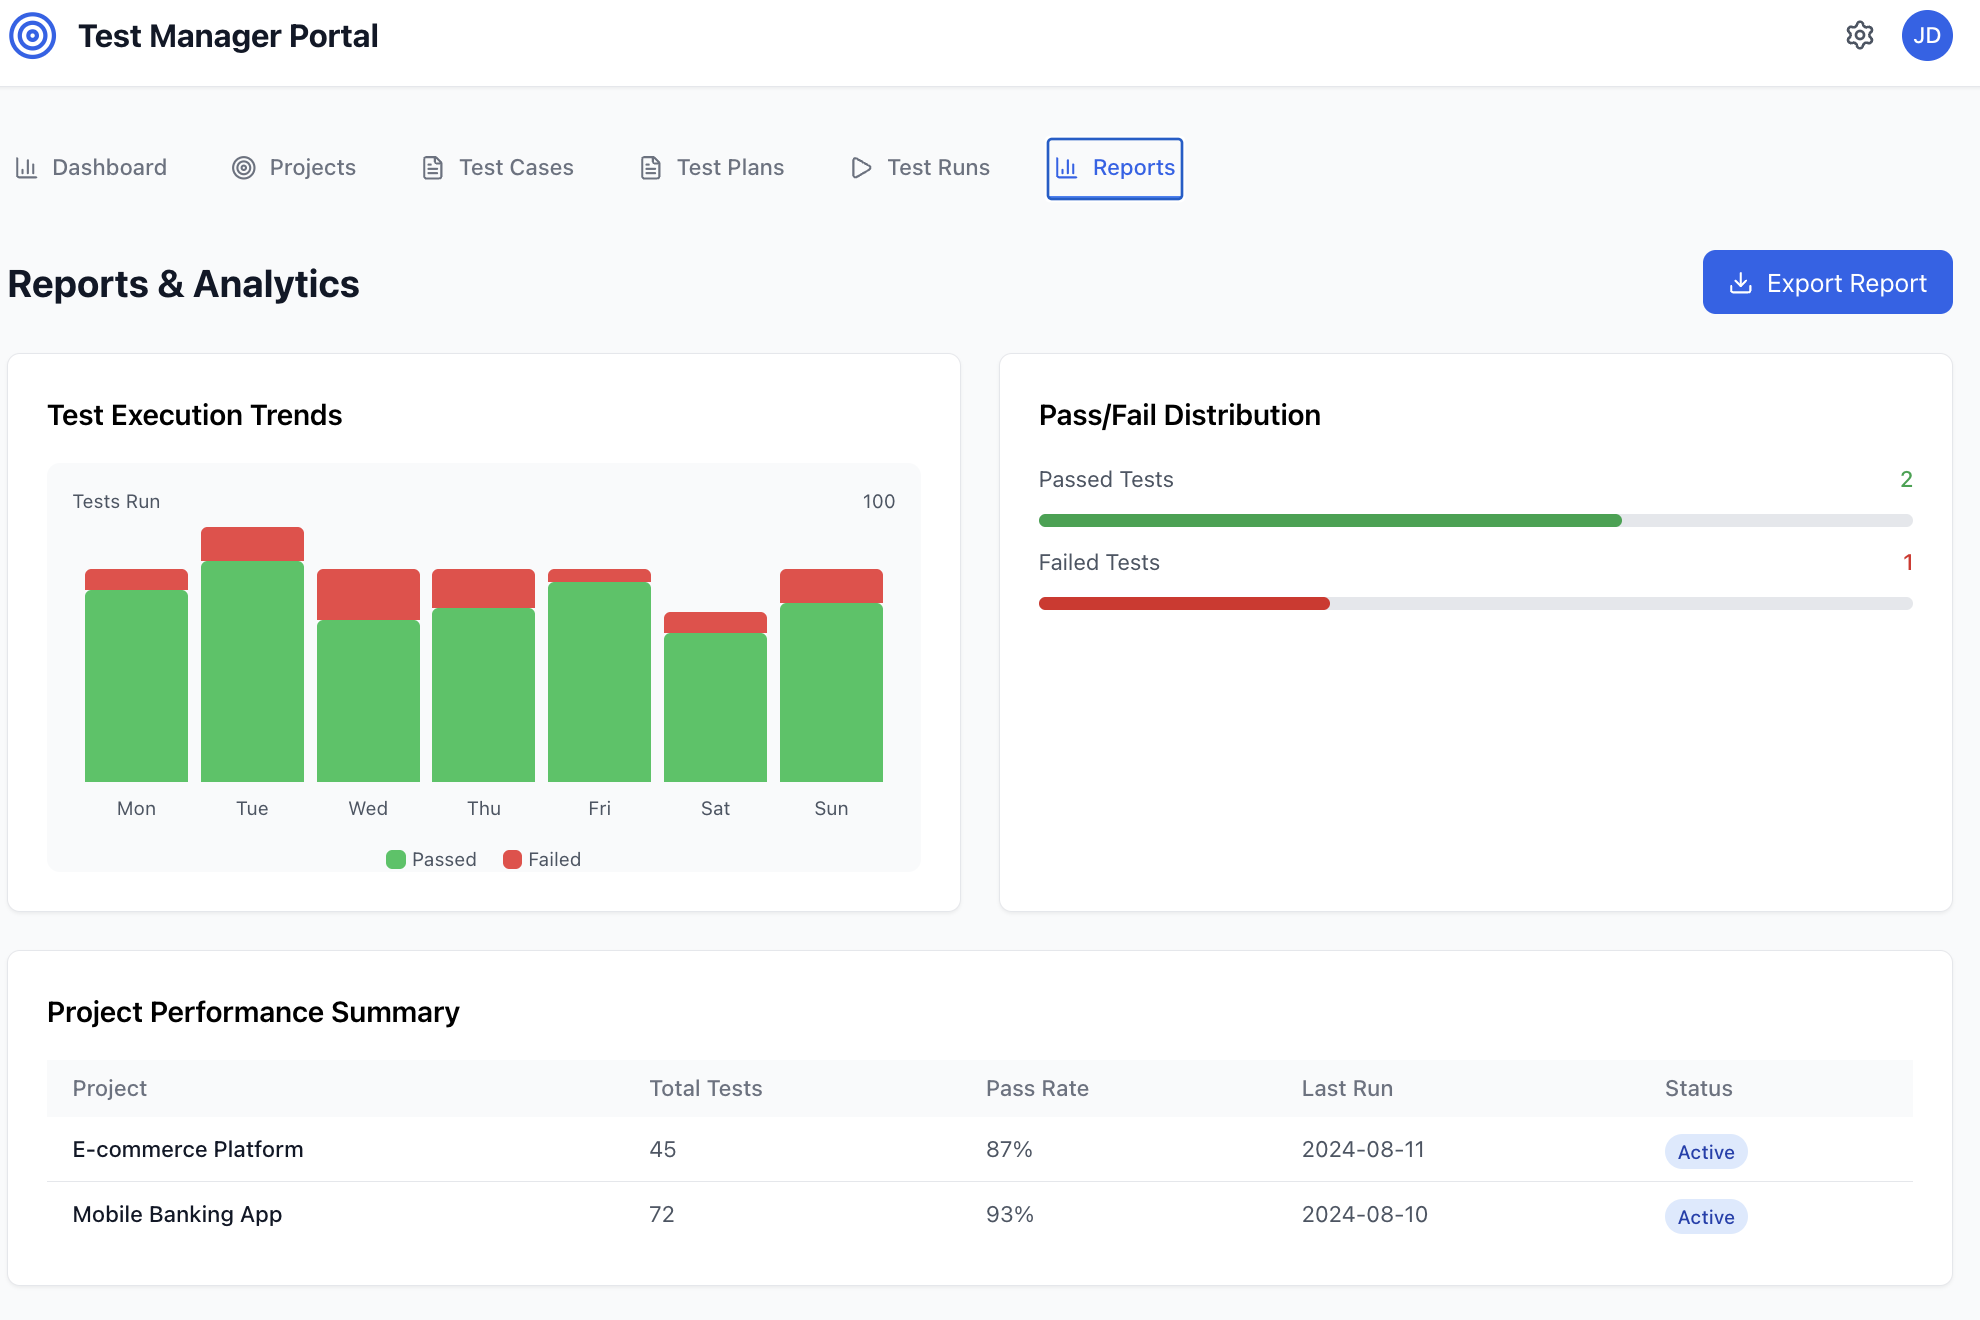 Test Manager Portal
JD
Dashboard
Projects
Test Cases
Test Plans
Test Runs
Reports
Reports & Analytics
Export Report
Test Execution Trends
Tests Run
100
Mon
Tue
Wed
Thu
Fri
Sat
Sun
Passed
Failed
Pass/Fail Distribution
Passed Tests
2
Failed Tests
1
Project Performance Summary
Project Total Tests Pass Rate Last Run Status
E-commerce Platform 45 87% 2024-08-11 Active
Mobile Banking App 72 93% 2024-08-10 Active